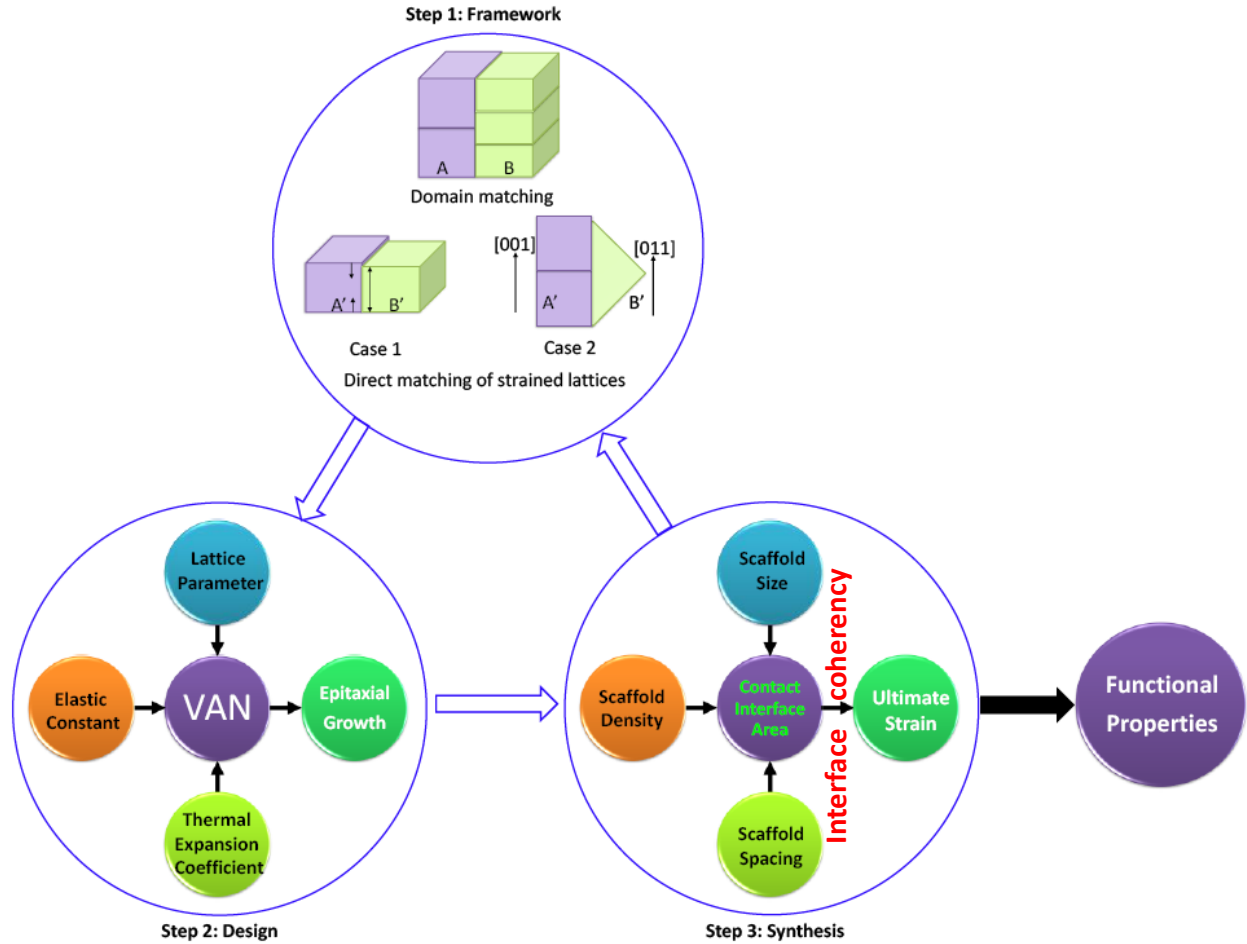 Step 1: Framework
A
B
Domain matching
[001]
[011]
A′
B′
A′
B′
Case 1
Case 2
Direct matching of strained lattices
Lattice
Parameter
Elastic
Constant
VAN
Epitaxial
Growth
Thermal
Expansion
Coefficient
Step 2: Design
Scaffold
Size
Scaffold
Density
Contact
Interface
Area
Interface coherency
Ultimate
Strain
Scaffold
Spacing
Step 3: Synthesis
Functional
Properties